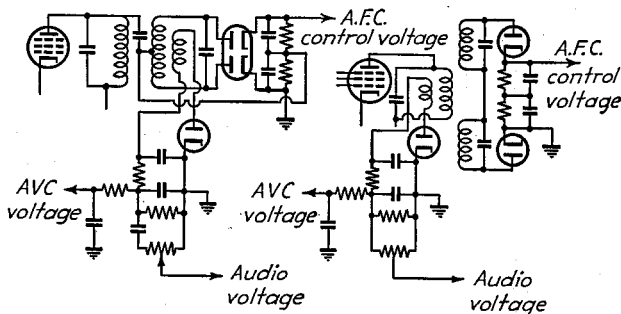 A.F.C.
control voltage
AVC
voltage
Audio
voltage
A.F.C.
control
voltage
AVC
voltage
Audio
voltage